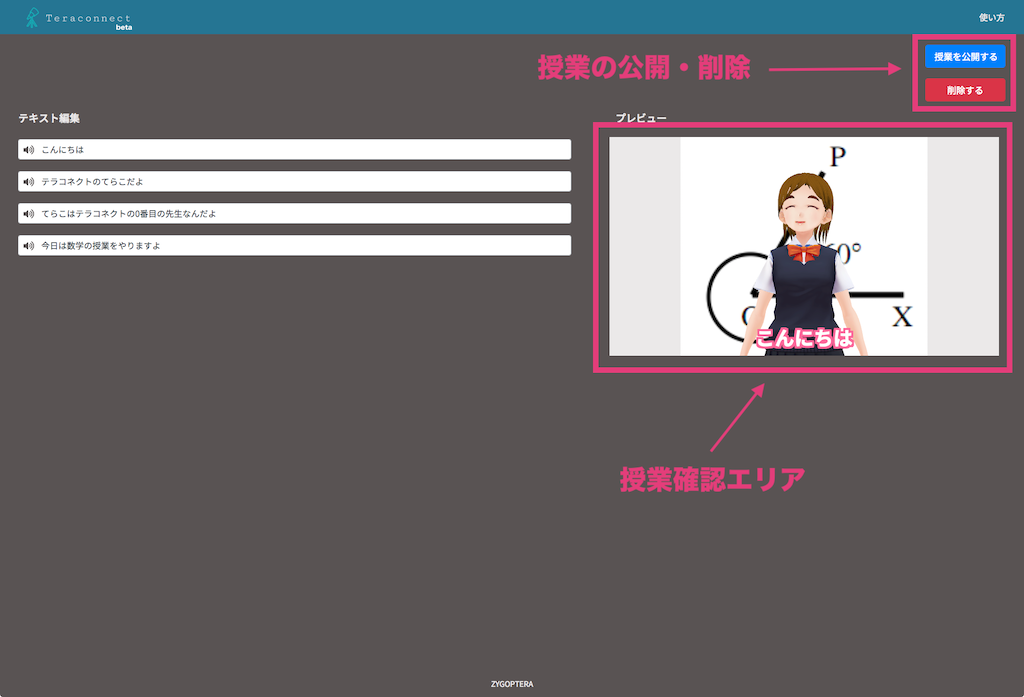 Teraconnect
beta
使い方
授業の公開・削除
授業を公開する
削除する
テキスト編集
プレビュー
こんにちは
テラコネクトのてらこだよ
てらこはテラコネクトの0番目の先生なんだよ
今日は数学の授業をやりますよ
P
0°
X
こんにちは
授業確認エリア
ZYGOPTERA